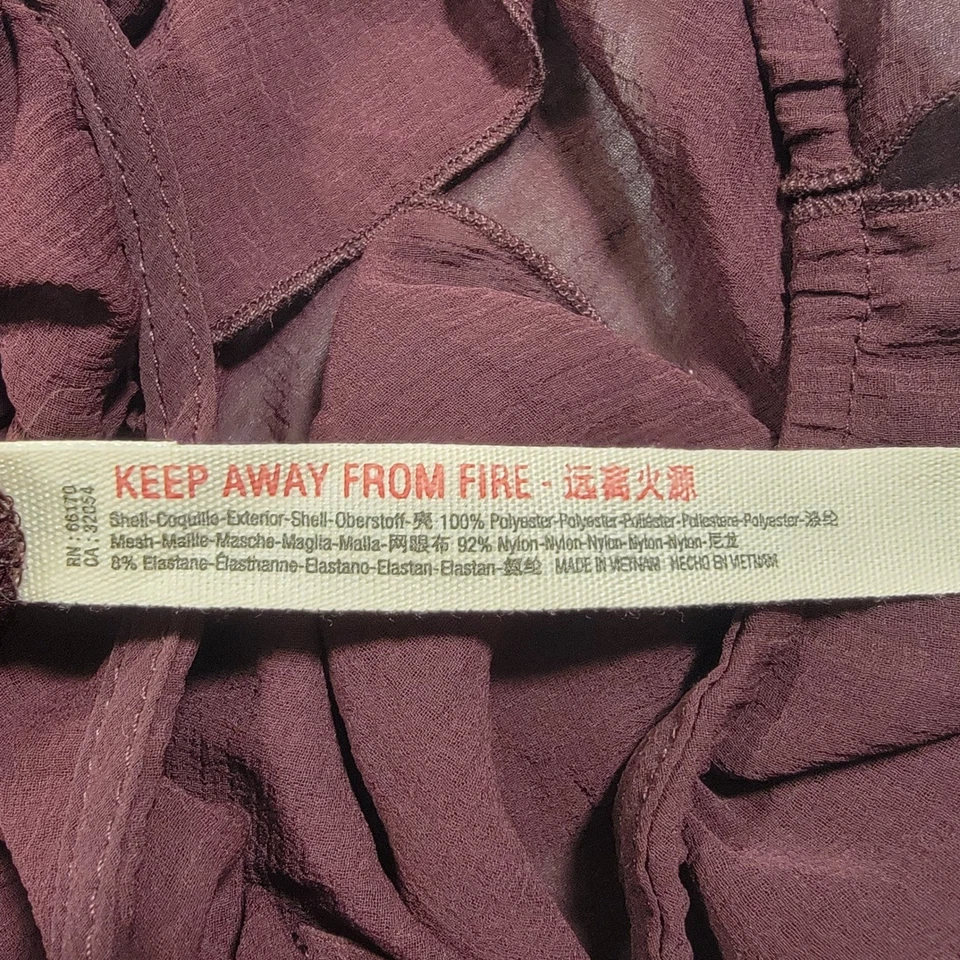 RN: 66170
CA: 32054
KEEP AWAY FROM FIRE - 远离火源
Shell-Coquille-Exterior-Shell-Oberstoff-壳 100% Polyester-Polyester-Poliéster-Poliestere-Polyester-涤纶
Mesh-Maille-Masche-Maglia-Malla-网眼布 92% Nylon-Nylon-Nylon-Nylon-Nylon-尼龙
8% Elastane-Élasthanne-Elastano-Elastan-Elastan-氨纶 MADE IN VIETNAM HECHO EN VIETNAM